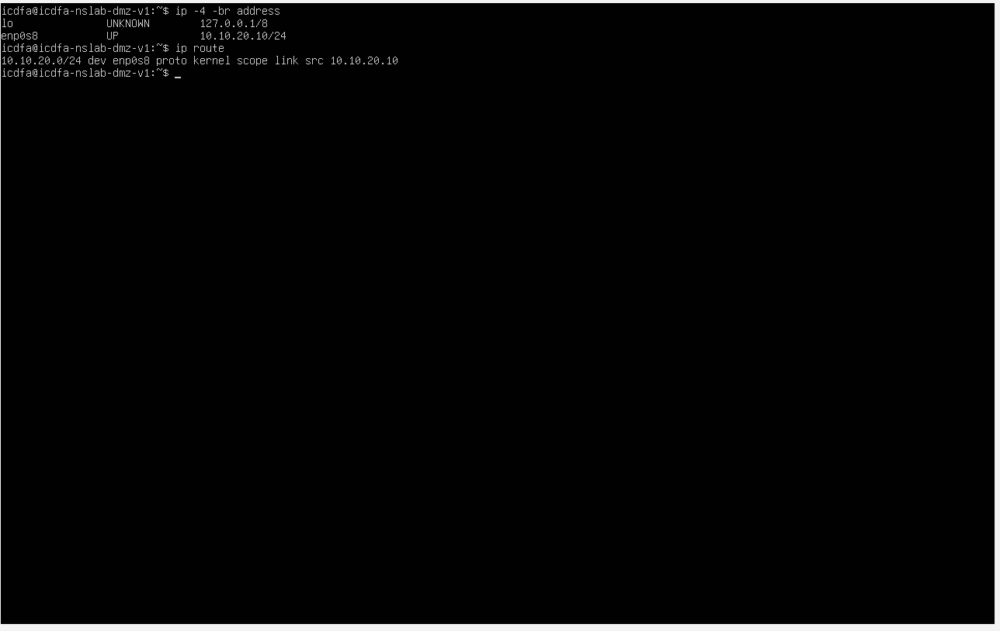 icdfa@icdfa-nslab-dmz-v1:~$ ip -4 -br address
lo               UNKNOWN        127.0.0.1/8
enp0s8           UP             10.10.20.10/24
icdfa@icdfa-nslab-dmz-v1:~$ ip route
10.10.20.0/24 dev enp0s8 proto kernel scope link src 10.10.20.10
icdfa@icdfa-nslab-dmz-v1:~$ _